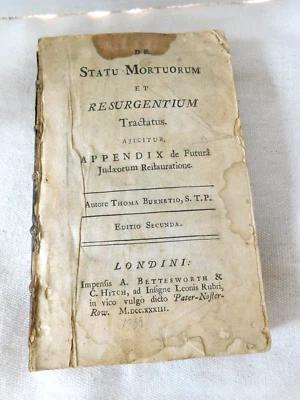 DE
STATU MORTUORUM
ET
RESURGENTIUM
Tractatus.
AJICITUR,
APPENDIX de Futurâ
Judæorum Restauratione.
Autore THOMA BURNETIO, S. T. P.
EDITIO SECUNDA.
LONDINI:
Impensis A. BETTESWORTH &
C. HITCH, ad Insigne Leonis Rubri,
in vico vulgo dicto Pater-Noster-
Row. M.DCC.XXXIII.